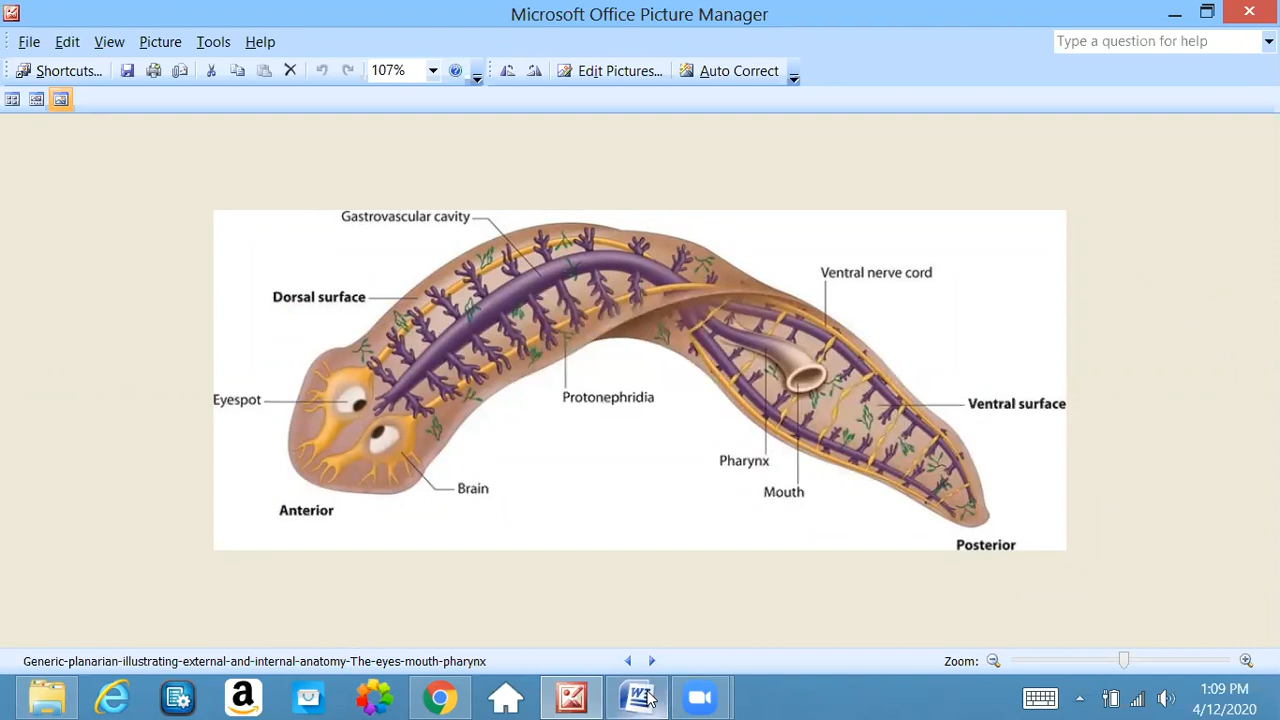 Microsoft Office Picture Manager
File Edit View Picture Tools Help
Type a question for help
Shortcuts... 107% Edit Pictures... Auto Correct
Gastrovascular cavity
Ventral nerve cord
Dorsal surface
Eyespot
Protonephridia
Ventral surface
Pharynx
Brain
Mouth
Anterior
Posterior
Generic-planarian-illustrating-external-and-internal-anatomy-The-eyes-mouth-pharynx
Zoom:
1:09 PM
4/12/2020